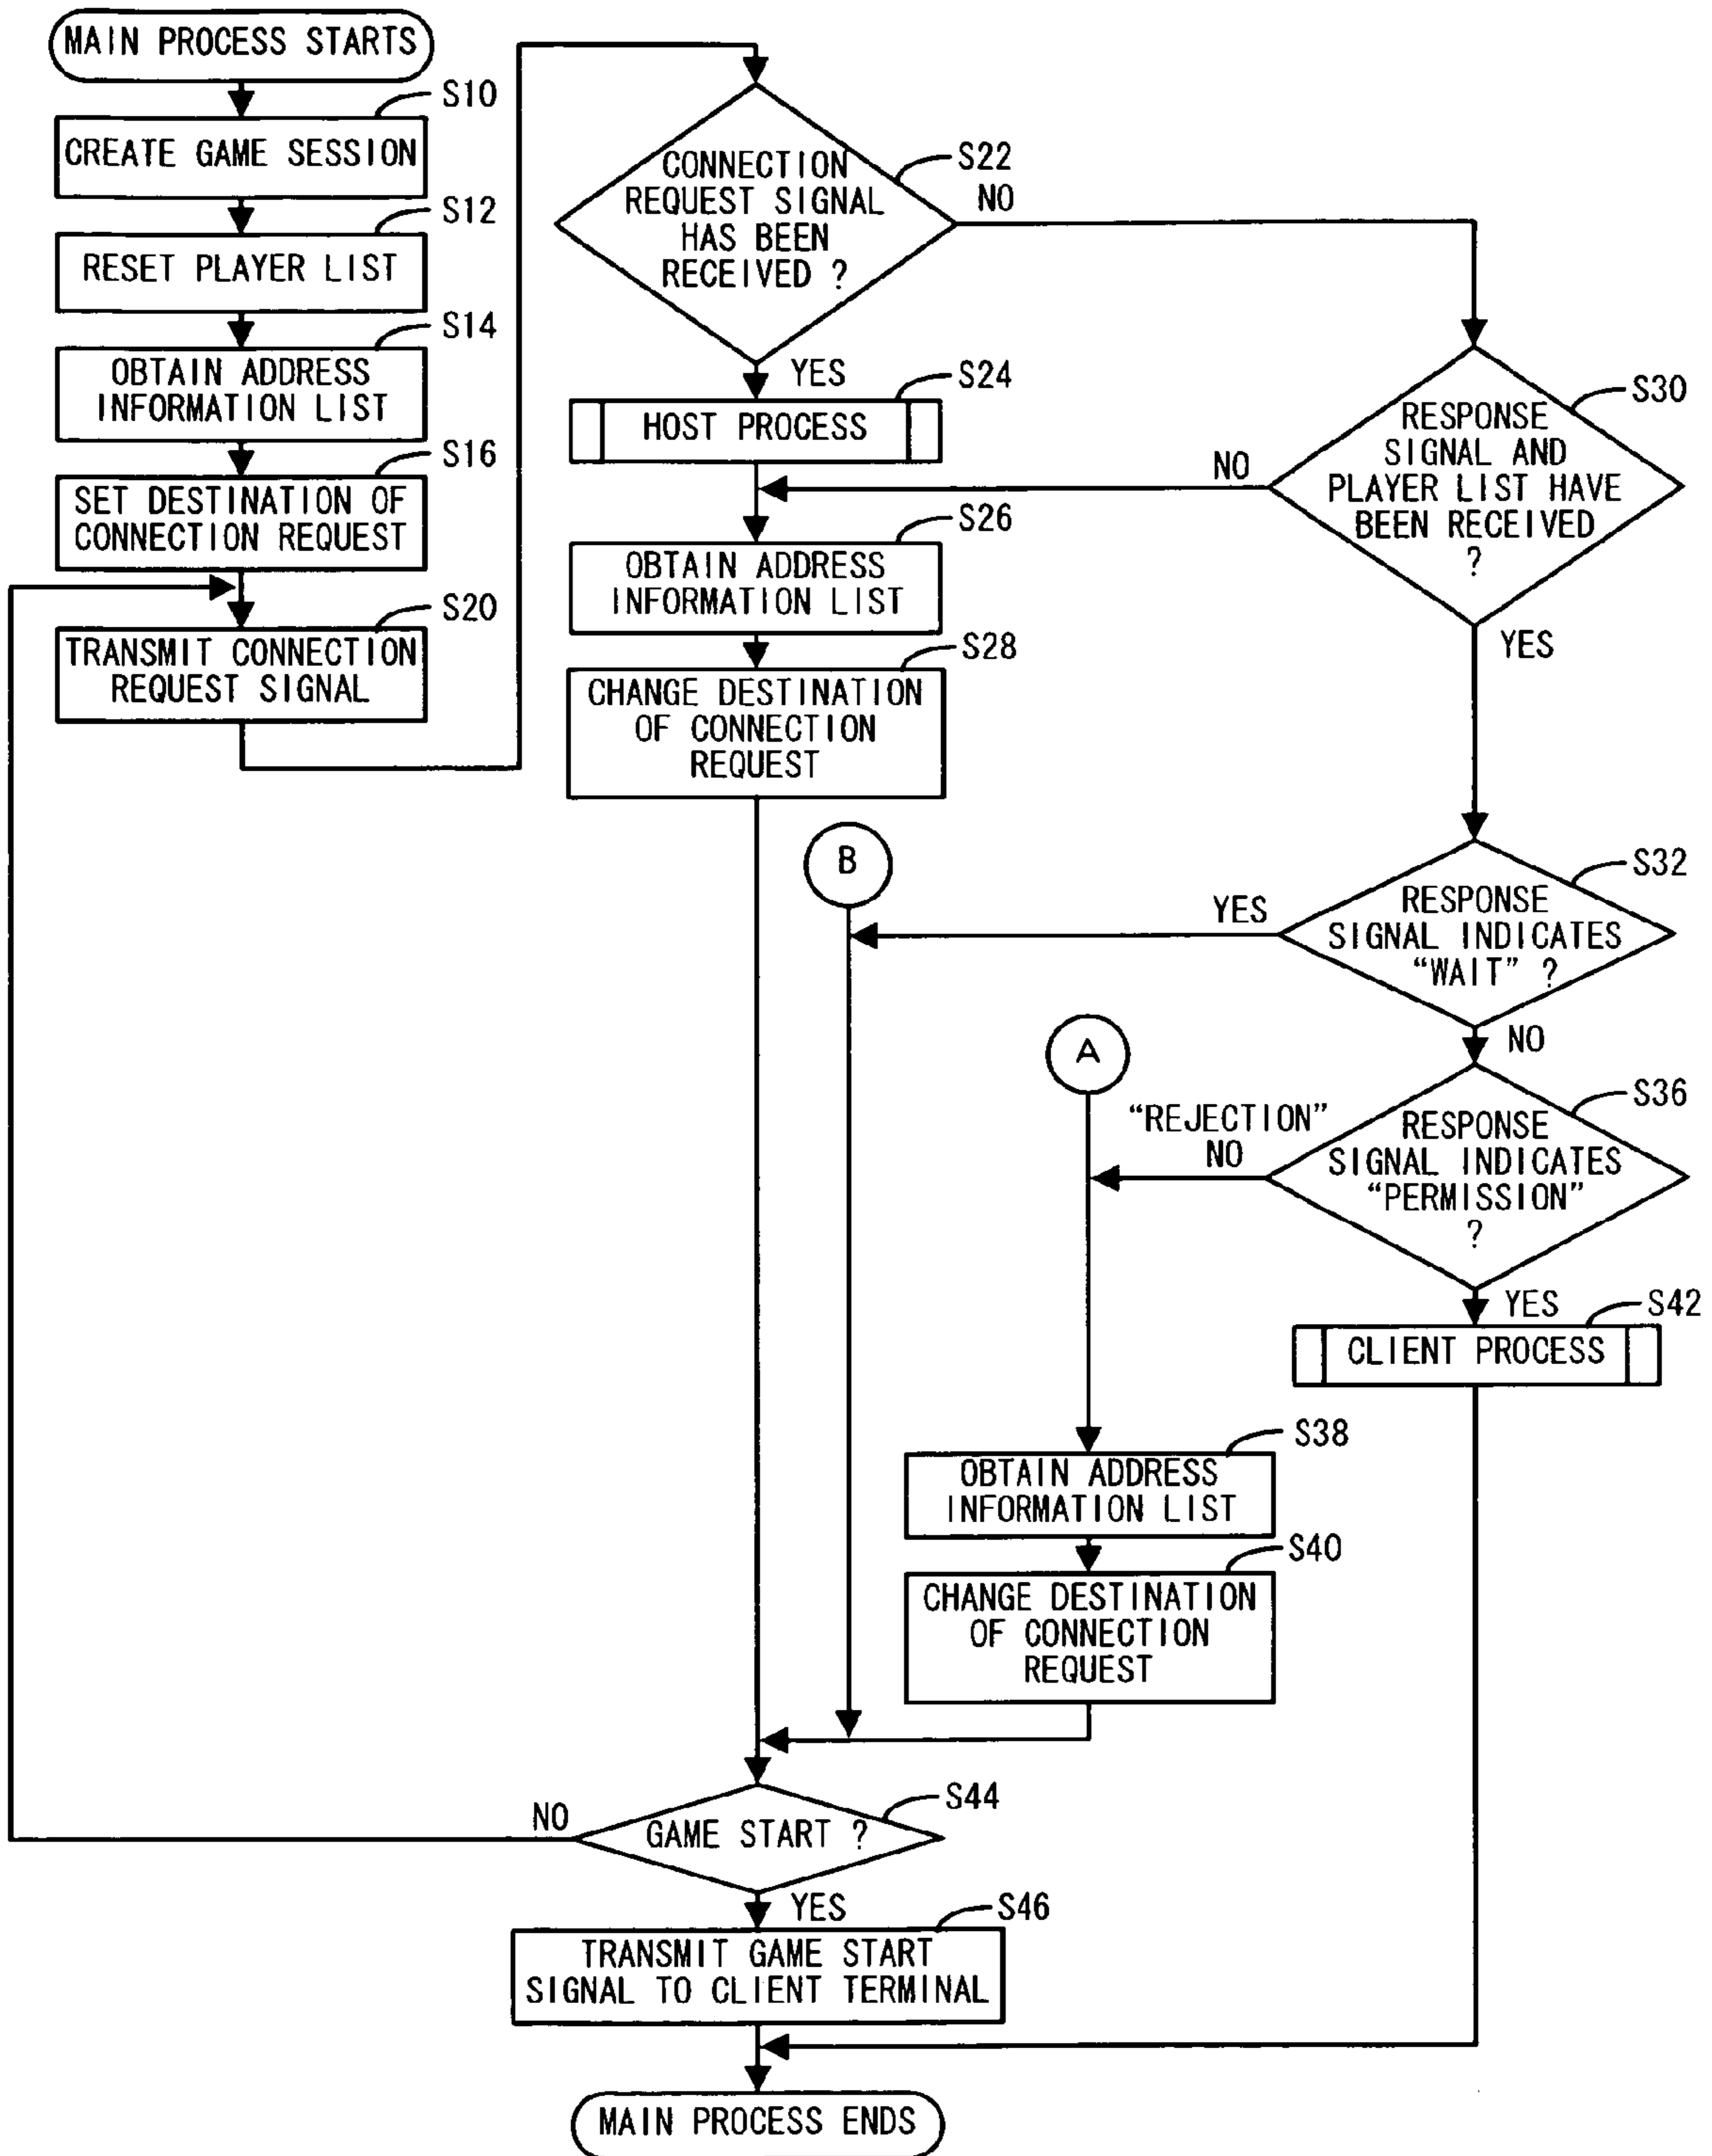 MAIN PROCESS STARTS
S10
CREATE GAME SESSION
S12
RESET PLAYER LIST
S14
OBTAIN ADDRESS
INFORMATION LIST
S16
SET DESTINATION OF
CONNECTION REQUEST
S20
TRANSMIT CONNECTION
REQUEST SIGNAL
S22
CONNECTION
REQUEST SIGNAL
HAS BEEN
RECEIVED ?
NO
YES
S24
HOST PROCESS
S26
OBTAIN ADDRESS
INFORMATION LIST
S28
CHANGE DESTINATION
OF CONNECTION
REQUEST
S30
RESPONSE
SIGNAL AND
PLAYER LIST HAVE
BEEN RECEIVED
?
NO
YES
B
S32
RESPONSE
SIGNAL INDICATES
“WAIT” ?
YES
NO
A
S36
RESPONSE
SIGNAL INDICATES
“PERMISSION”
?
“REJECTION”
NO
YES
S42
CLIENT PROCESS
S38
OBTAIN ADDRESS
INFORMATION LIST
S40
CHANGE DESTINATION
OF CONNECTION
REQUEST
S44
GAME START ?
NO
YES
S46
TRANSMIT GAME START
SIGNAL TO CLIENT TERMINAL
MAIN PROCESS ENDS